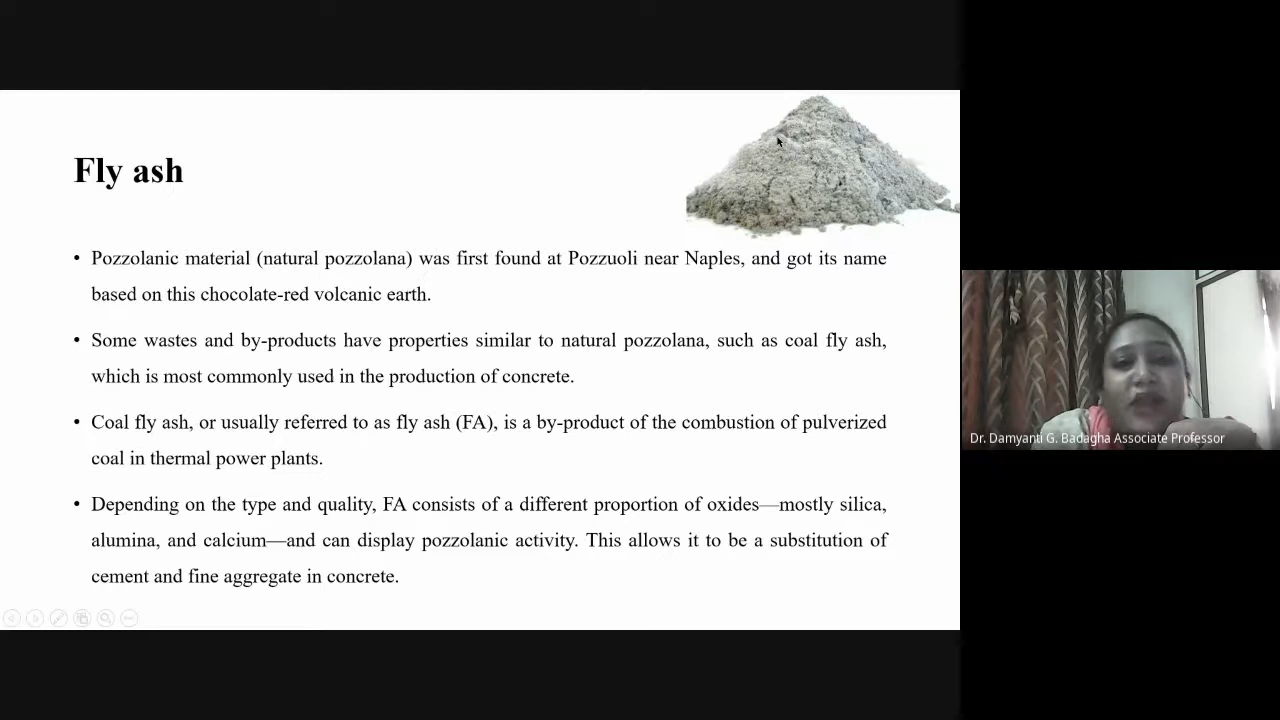 Fly ash
• Pozzolanic material (natural pozzolana) was first found at Pozzuoli near Naples, and got its name
based on this chocolate-red volcanic earth.
• Some wastes and by-products have properties similar to natural pozzolana, such as coal fly ash,
which is most commonly used in the production of concrete.
• Coal fly ash, or usually referred to as fly ash (FA), is a by-product of the combustion of pulverized
coal in thermal power plants.
• Depending on the type and quality, FA consists of a different proportion of oxides—mostly silica,
alumina, and calcium—and can display pozzolanic activity. This allows it to be a substitution of
cement and fine aggregate in concrete.
Dr. Damyanti G. Badagha Associate Professor